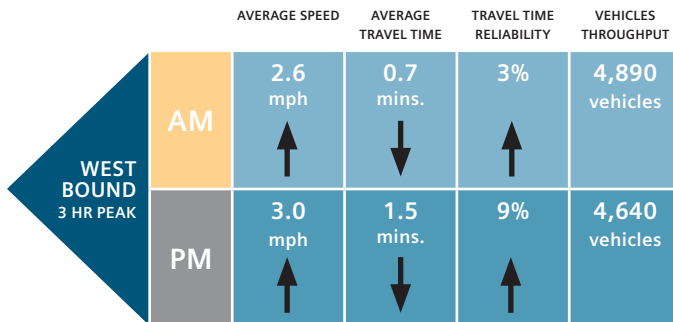 AVERAGE SPEED
AVERAGE
TRAVEL TIME
TRAVEL TIME
RELIABILITY
VEHICLES
THROUGHPUT
WEST
BOUND
3 HR PEAK
AM
2.6
mph
0.7
mins.
3%
4,890
vehicles
PM
3.0
mph
1.5
mins.
9%
4,640
vehicles